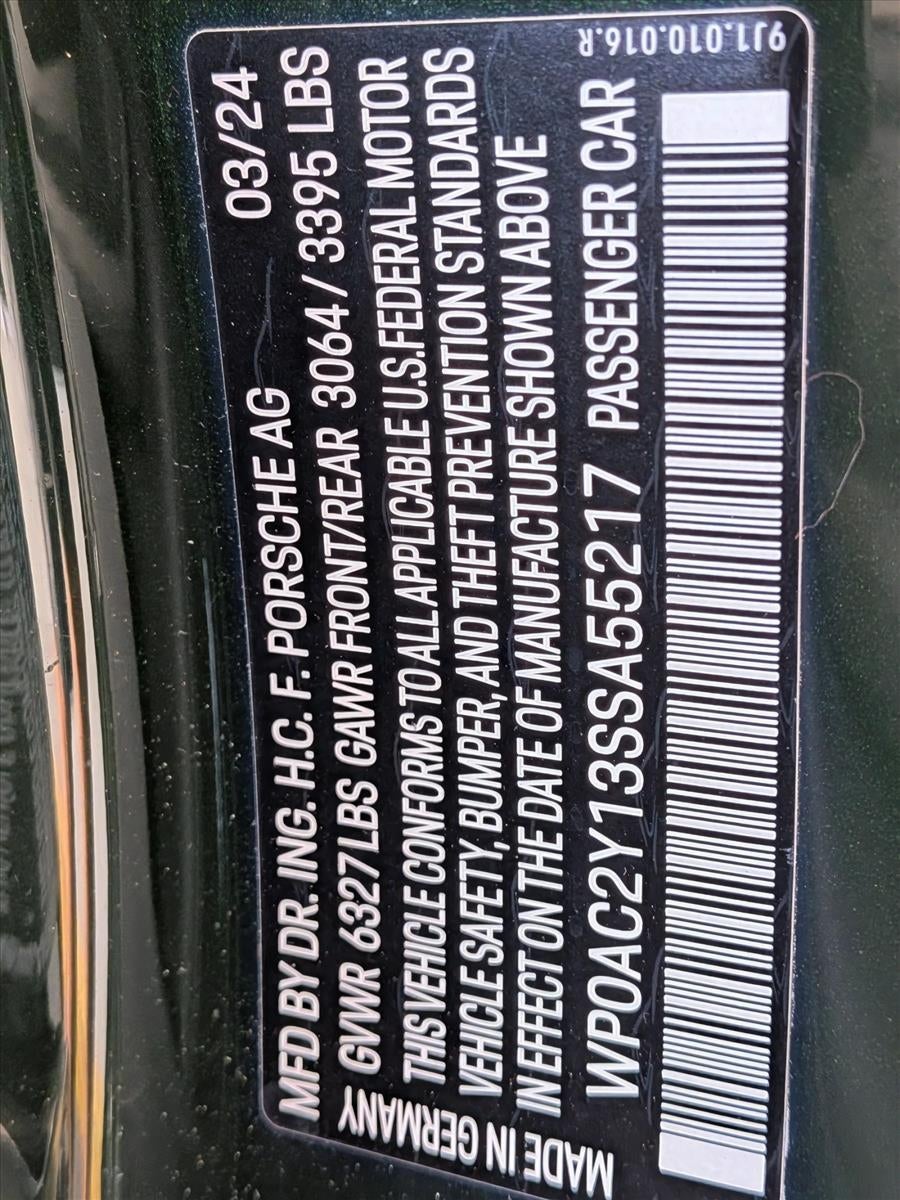 MFD BY DR. ING. H.C. F. PORSCHE AG 03/24
GVWR 6327 LBS GAWR FRONT/REAR 3064 / 3395 LBS
THIS VEHICLE CONFORMS TO ALL APPLICABLE U.S.FEDERAL MOTOR
VEHICLE SAFETY, BUMPER, AND THEFT PREVENTION STANDARDS
IN EFFECT ON THE DATE OF MANUFACTURE SHOWN ABOVE
WP0AC2Y13SSA55217 PASSENGER CAR
MADE IN GERMANY
9J1.010.016.R